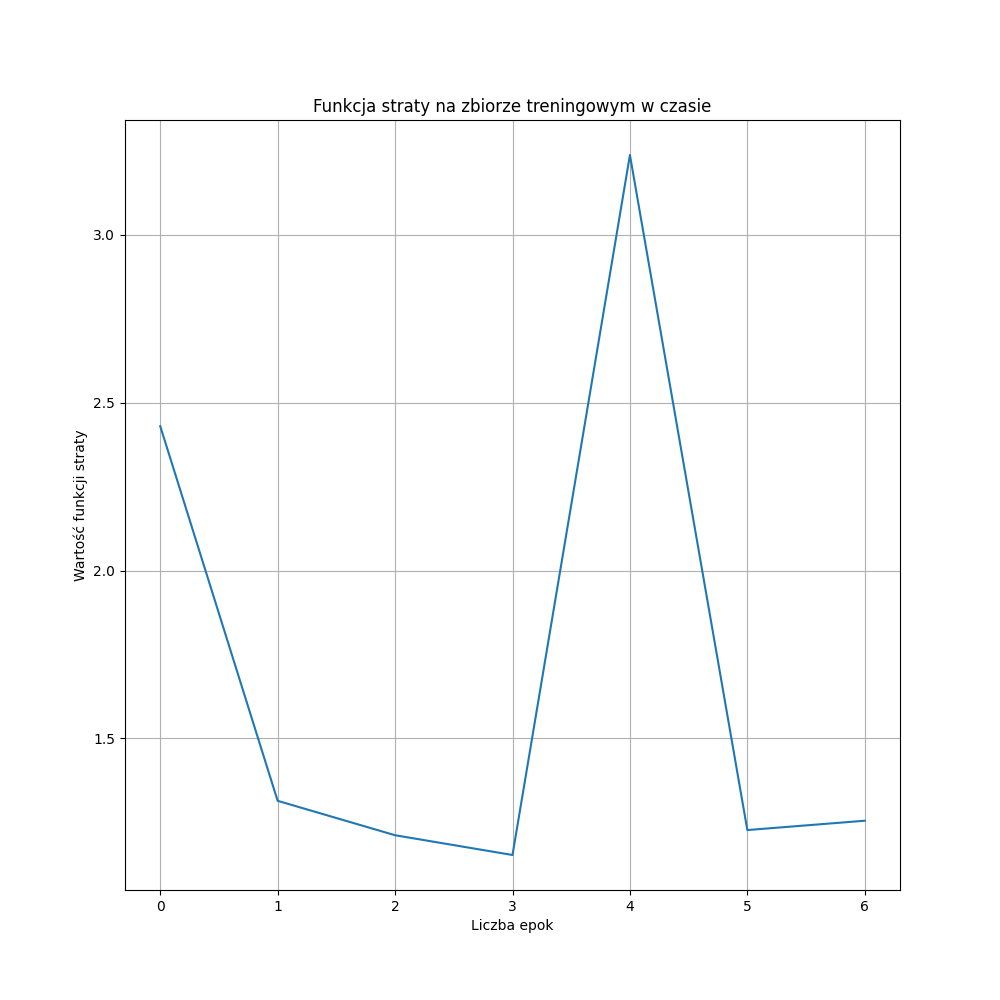 Funkcja straty na zbiorze treningowym w czasie
3.0
2.5
2.0
1.5
Wartość funkcji straty
0 1 2 3 4 5 6
Liczba epok